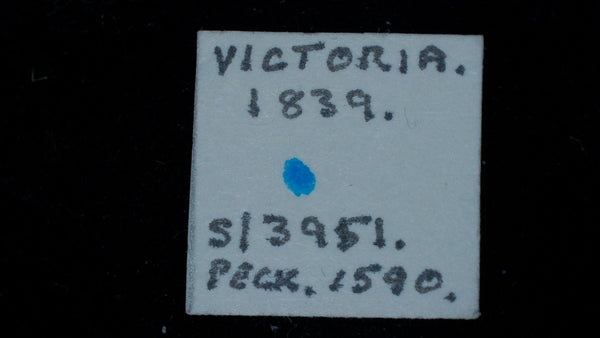 VICTORIA.
1839.
S/3951.
PECK. 1590.